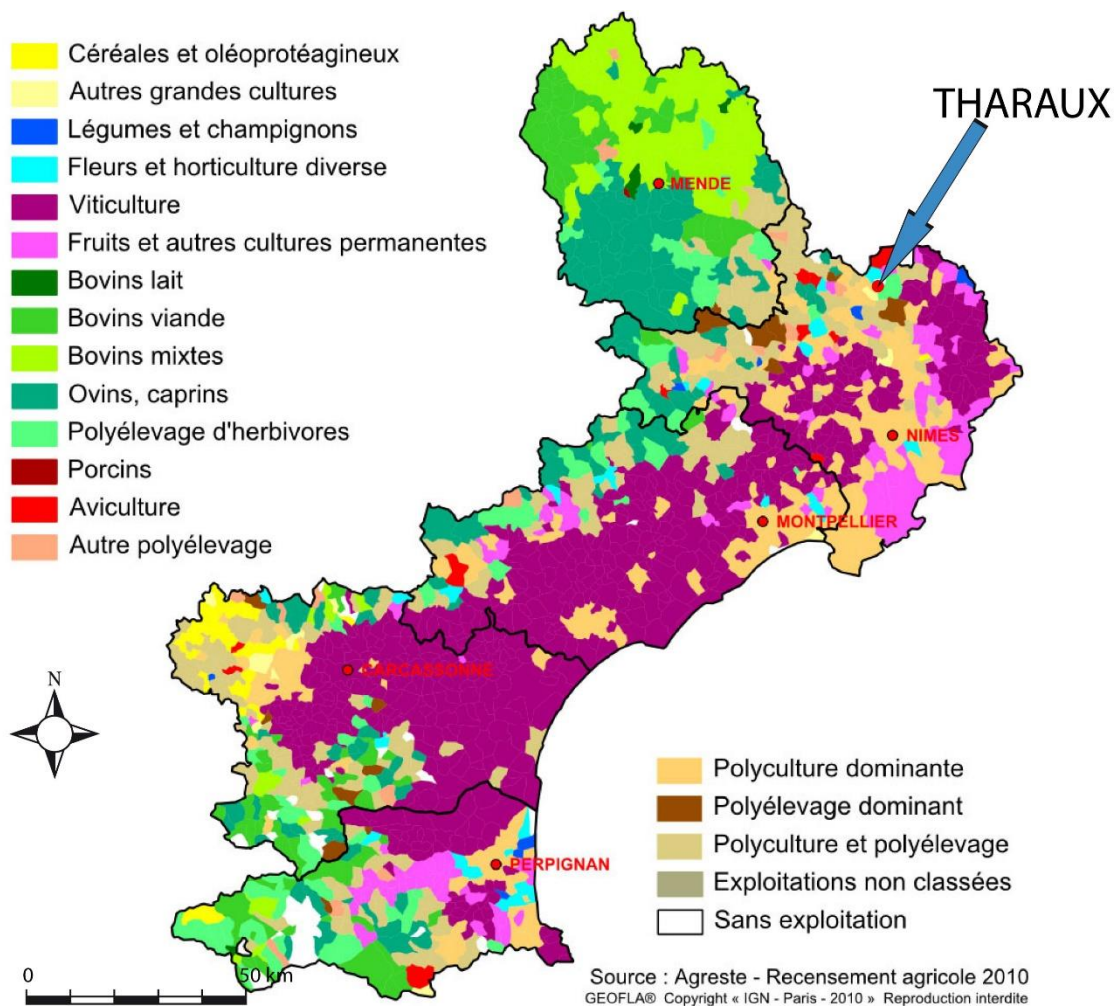 Céréales et oléoprotéagineux
Autres grandes cultures
Légumes et champignons
Fleurs et horticulture diverse
Viticulture
Fruits et autres cultures permanentes
Bovins lait
Bovins viande
Bovins mixtes
Ovins, caprins
Polyélevage d'herbivores
Porcins
Aviculture
Autre polyélevage
THARAUX
MENDE
NIMES
MONTPELLIER
CARCASSONNE
PERPIGNAN
N
Polyculture dominante
Polyélevage dominant
Polyculture et polyélevage
Exploitations non classées
Sans exploitation
0 50 km
Source : Agreste - Recensement agricole 2010
GEOFLA® Copyright « IGN - Paris - 2010 » Reproduction interdite